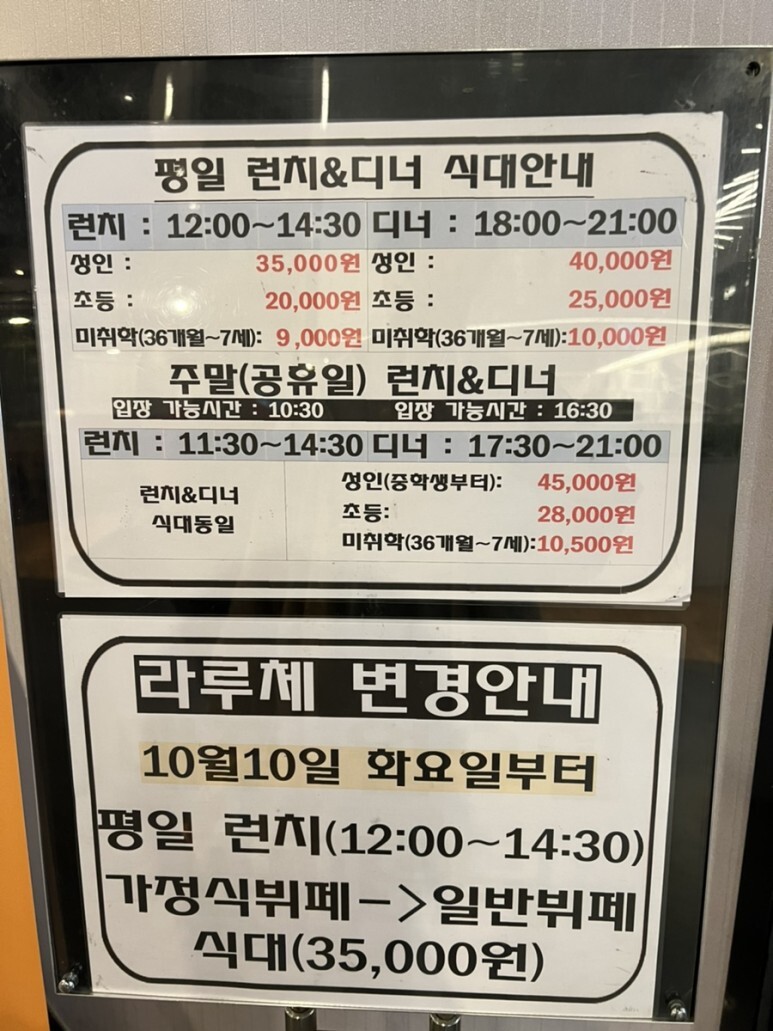 평일 런치&디너 식대안내
런치 : 12:00~14:30 디너 : 18:00~21:00
성인 : 35,000원 성인 : 40,000원
초등 : 20,000원 초등 : 25,000원
미취학(36개월~7세): 9,000원 미취학(36개월~7세):10,000원
주말(공휴일) 런치&디너
입장 가능시간 : 10:30 입장 가능시간 : 16:30
런치 : 11:30~14:30 디너 : 17:30~21:00
런치&디너
식대동일
성인(중학생부터): 45,000원
초등: 28,000원
미취학(36개월~7세):10,500원
라루체 변경안내
10월10일 화요일부터
평일 런치(12:00~14:30)
가정식뷔페->일반뷔페
식대(35,000원)